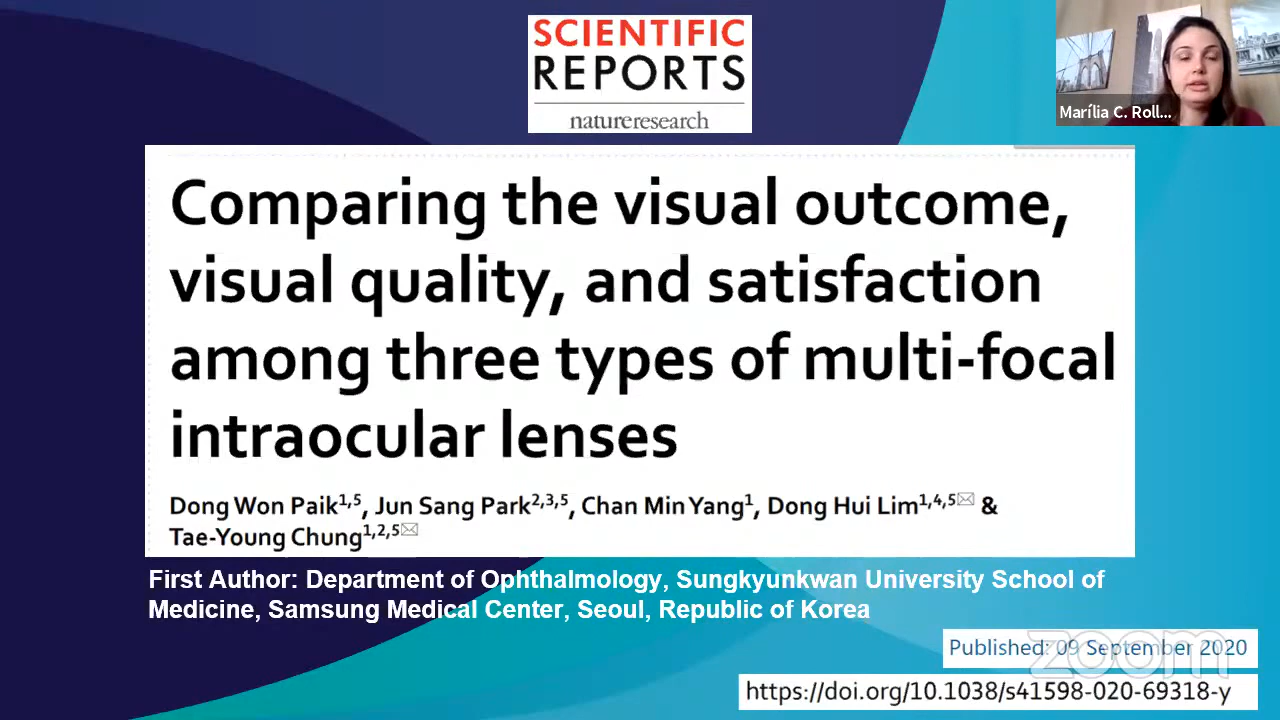 SCIENTIFIC
REPORTS
natureresearch
Marília C. Roll...
Comparing the visual outcome,
visual quality, and satisfaction
among three types of multi-focal
intraocular lenses
Dong Won Paik1,5, Jun Sang Park2,3,5, Chan Min Yang1, Dong Hui Lim1,4,5✉ &
Tae-Young Chung1,2,5✉
First Author: Department of Ophthalmology, Sungkyunkwan University School of
Medicine, Samsung Medical Center, Seoul, Republic of Korea
Published: 09 September 2020
zoom
https://doi.org/10.1038/s41598-020-69318-y